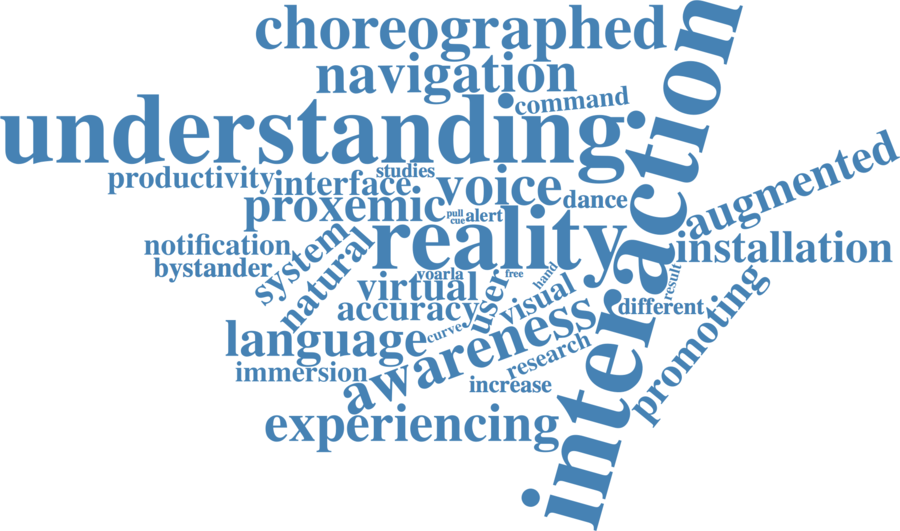 choreographed
navigation
command
understanding
interaction
studies
productivity
interface
voice
dance
augmented
proxemic
pull
cue
alert
reality
installation
notification
bystander
system
natural
voarla
free
hand
result
virtual
user
visual
accuracy
different
promoting
language
curve
awareness
research
immersion
increase
experiencing